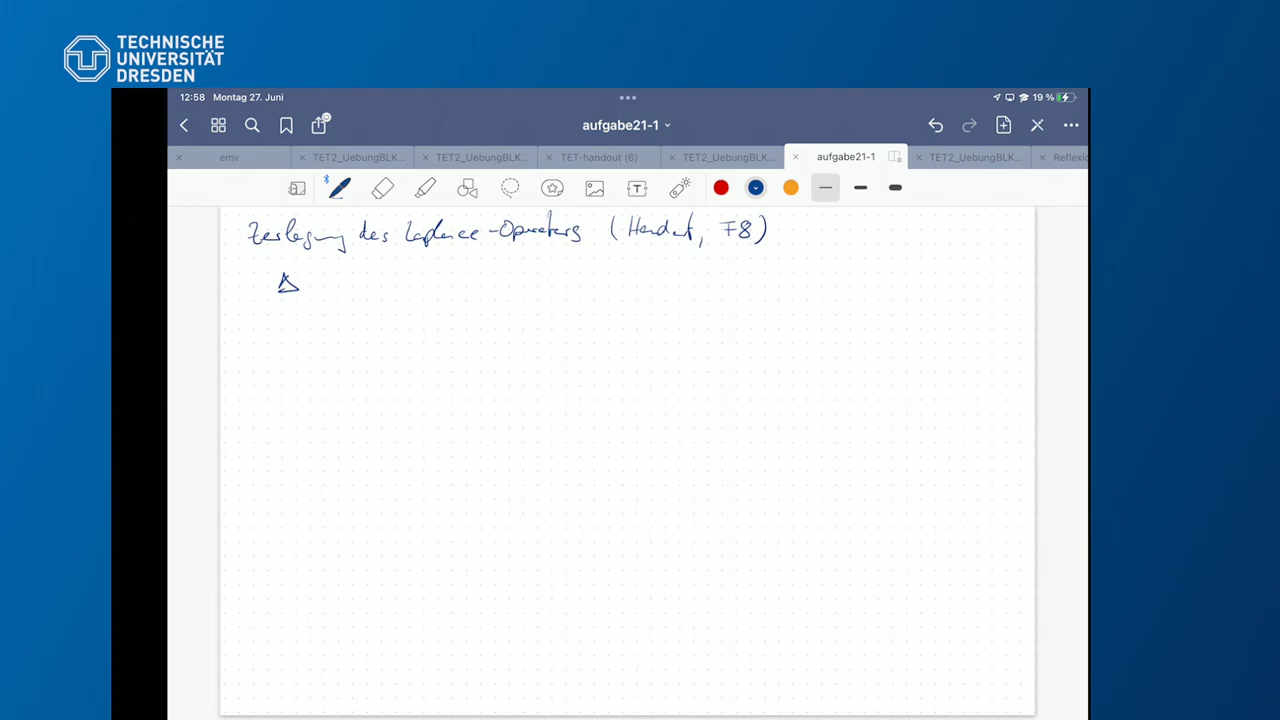 TECHNISCHE
UNIVERSITÄT
DRESDEN
12:58 Montag 27. Juni
19 %
aufgabe21-1
emv
TET2_UebungBLK...
TET2_UebungBLK...
TET-handout (6)
TET2_UebungBLK...
aufgabe21-1
TET2_UebungBLK...
Reflexio
T
Zerlegung des Laplace-Operators (Handout, F8)
Δ